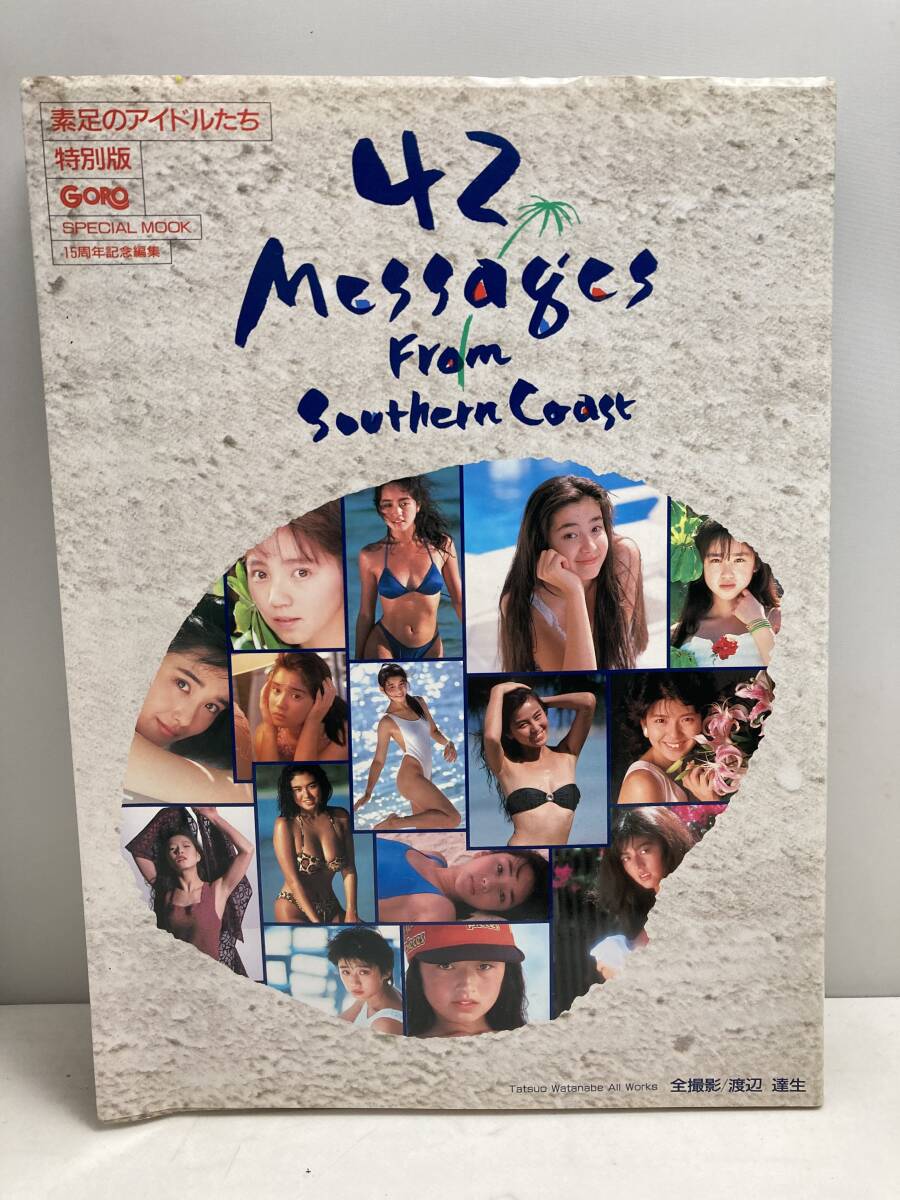 素足のアイドルたち
特別版
GORO
SPECIAL MOOK
15周年記念編集
42
Messages
From
Southern Coast
Tatsuo Watanabe All Works 全撮影/渡辺 達生